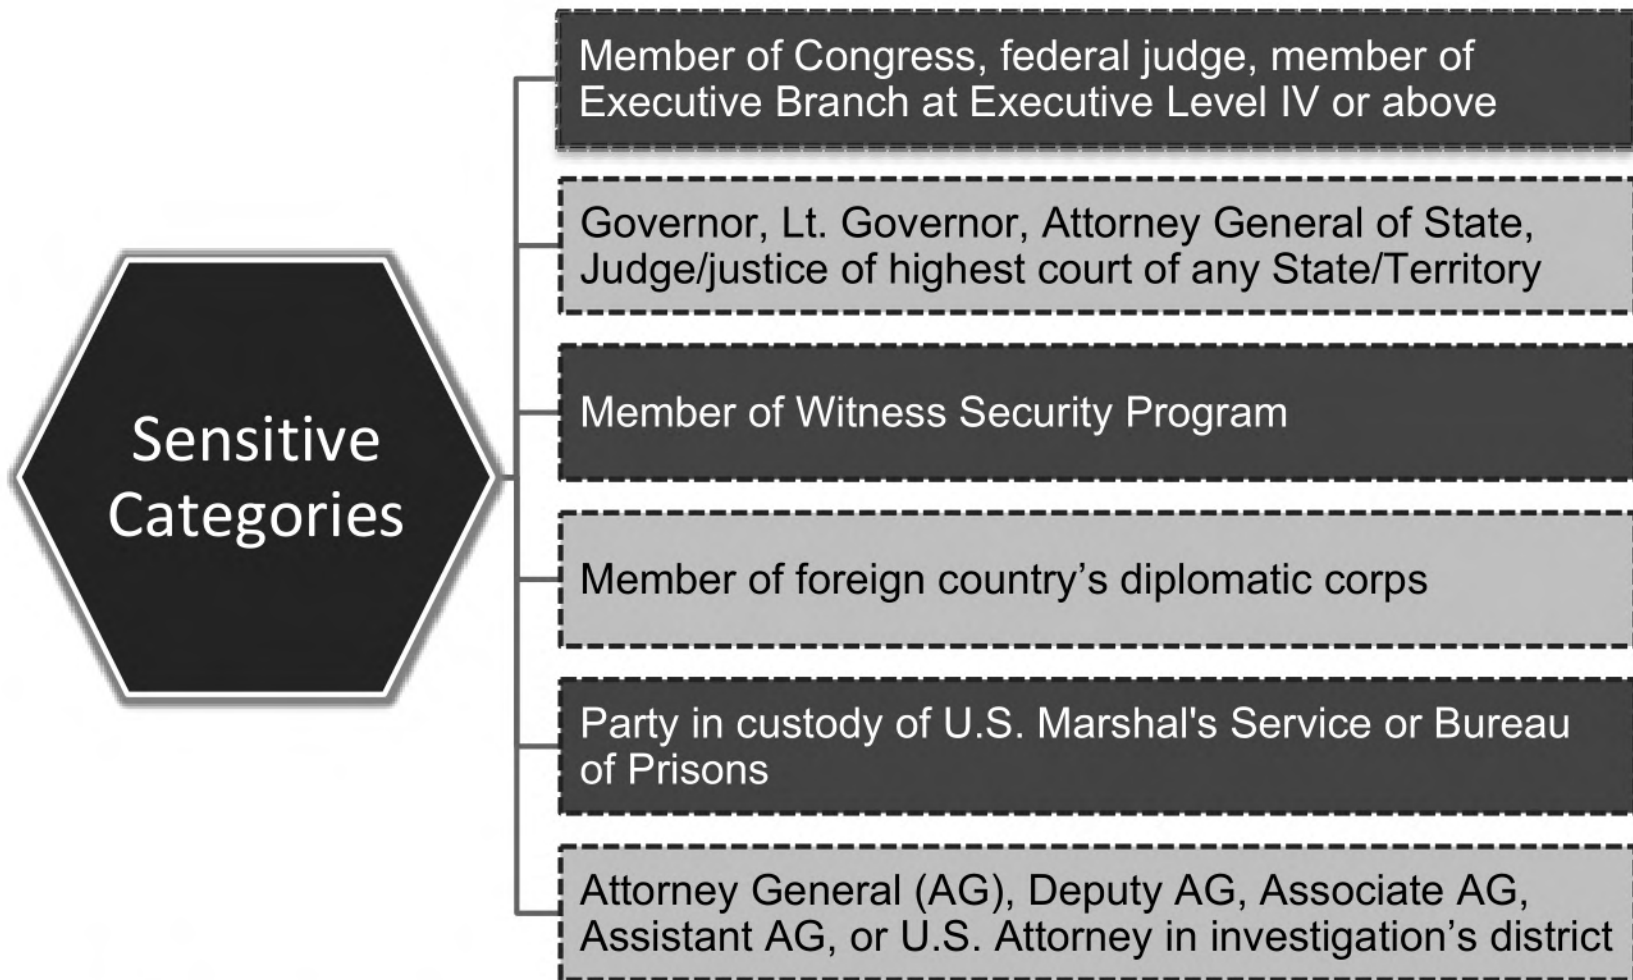 Sensitive
Categories
Member of Congress, federal judge, member of
Executive Branch at Executive Level IV or above
Governor, Lt. Governor, Attorney General of State,
Judge/justice of highest court of any State/Territory
Member of Witness Security Program
Member of foreign country’s diplomatic corps
Party in custody of U.S. Marshal's Service or Bureau
of Prisons
Attorney General (AG), Deputy AG, Associate AG,
Assistant AG, or U.S. Attorney in investigation’s district